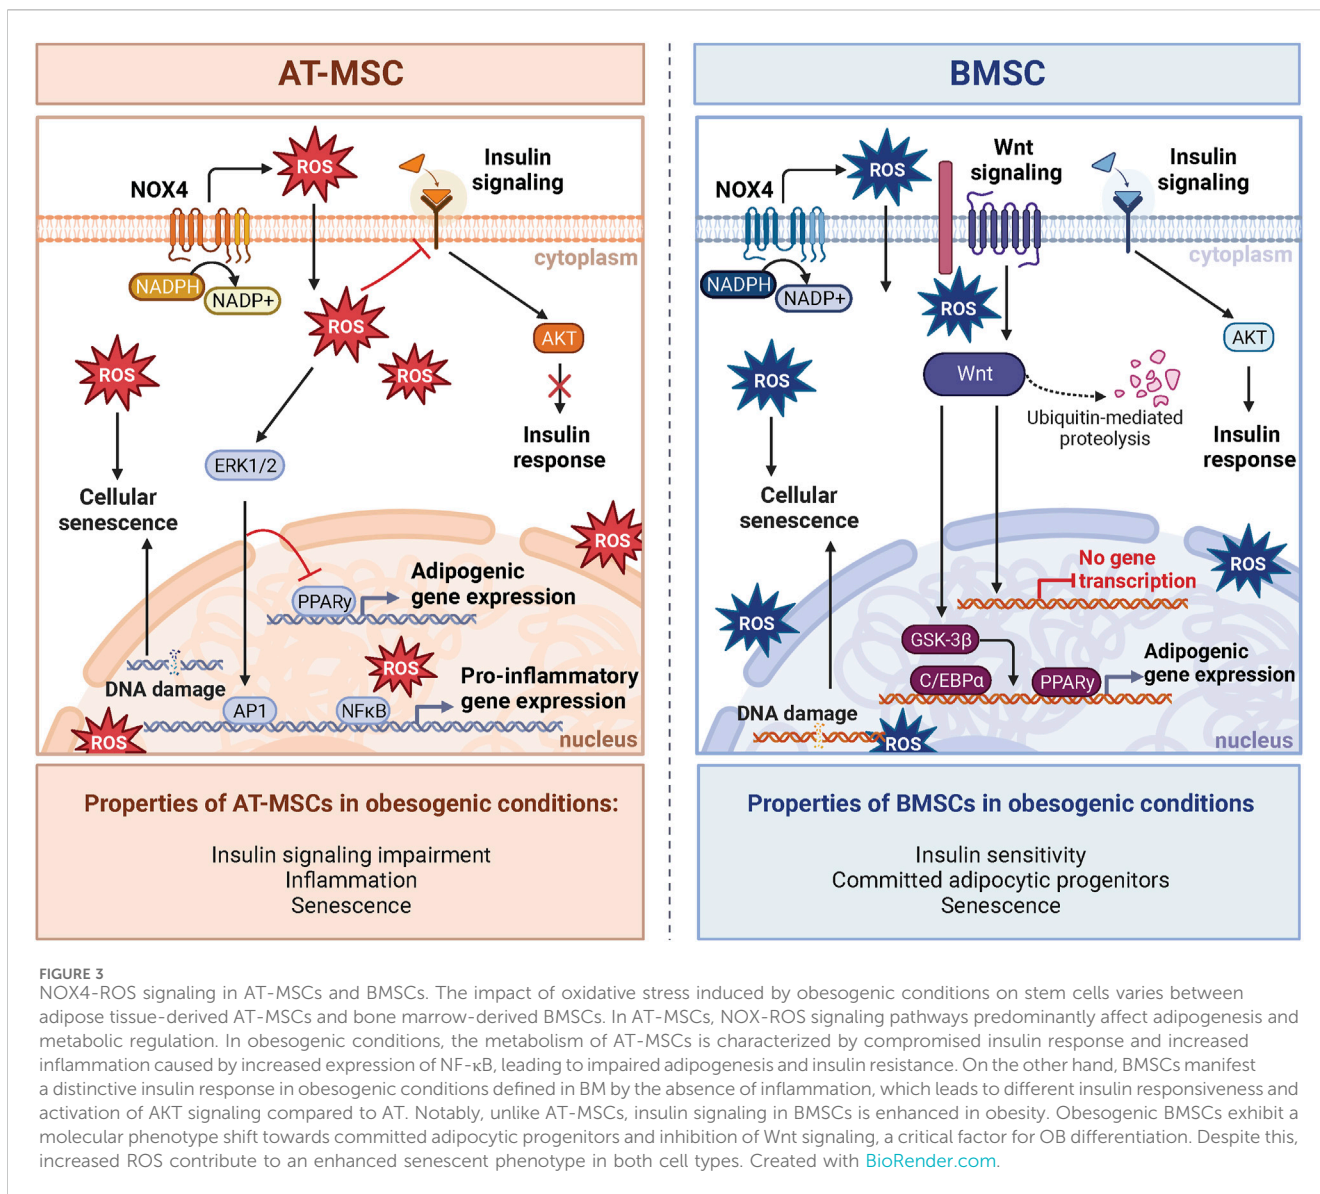 AT-MSC
ROS
NOX4
Insulin
signaling
cytoplasm
NADPH
NADP+
ROS
AKT
ROS
ROS
Insulin
response
ERK1/2
Cellular
senescence
ROS
PPARγ
Adipogenic
gene expression
ROS
DNA damage
Pro-inflammatory
gene expression
AP1
NFκB
ROS
nucleus
Properties of AT-MSCs in obesogenic conditions:
Insulin signaling impairment
Inflammation
Senescence
BMSC
ROS
NOX4
Wnt
signaling
Insulin
signaling
cytoplasm
NADPH
NADP+
ROS
AKT
ROS
Wnt
Ubiquitin-mediated
proteolysis
Insulin
response
Cellular
senescence
ROS
No gene
transcription
ROS
GSK-3β
C/EBPα
PPARγ
Adipogenic
gene expression
DNA damage
ROS
nucleus
Properties of BMSCs in obesogenic conditions
Insulin sensitivity
Committed adipocytic progenitors
Senescence
FIGURE 3
NOX4-ROS signaling in AT-MSCs and BMSCs. The impact of oxidative stress induced by obesogenic conditions on stem cells varies between
adipose tissue-derived AT-MSCs and bone marrow-derived BMSCs. In AT-MSCs, NOX-ROS signaling pathways predominantly affect adipogenesis and
metabolic regulation. In obesogenic conditions, the metabolism of AT-MSCs is characterized by compromised insulin response and increased
inflammation caused by increased expression of NF-κB, leading to impaired adipogenesis and insulin resistance. On the other hand, BMSCs manifest
a distinctive insulin response in obesogenic conditions defined in BM by the absence of inflammation, which leads to different insulin responsiveness and
activation of AKT signaling compared to AT. Notably, unlike AT-MSCs, insulin signaling in BMSCs is enhanced in obesity. Obesogenic BMSCs exhibit a
molecular phenotype shift towards committed adipocytic progenitors and inhibition of Wnt signaling, a critical factor for OB differentiation. Despite this,
increased ROS contribute to an enhanced senescent phenotype in both cell types. Created with BioRender.com.